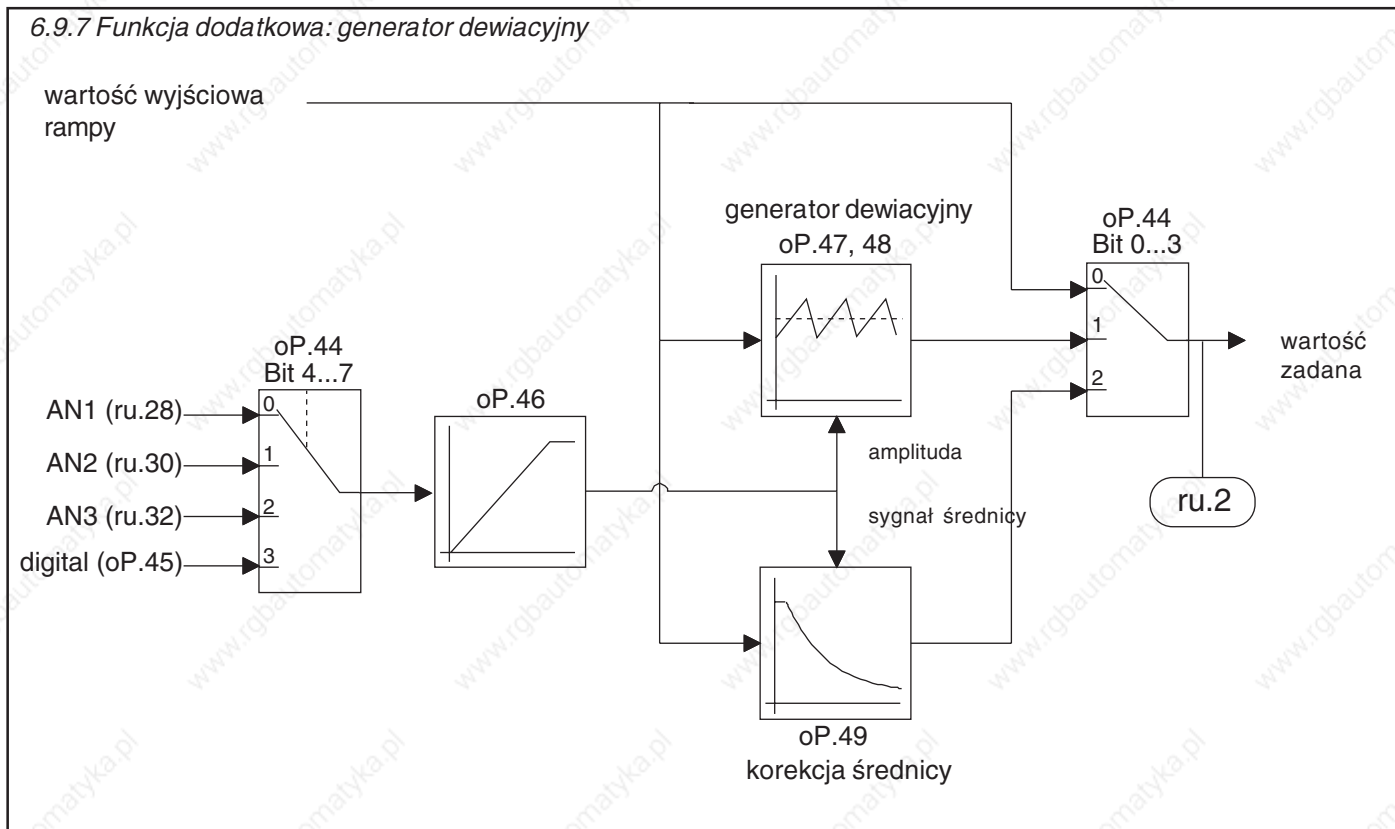 6.9.7 Funkcja dodatkowa: generator dewiacyjny
wartość wyjściowa
rampy
generator dewiacyjny
oP.47, 48
oP.44
Bit 0...3
0
1
2
wartość
zadana
ru.2
oP.44
Bit 4...7
AN1 (ru.28)
AN2 (ru.30)
AN3 (ru.32)
digital (oP.45)
0
1
2
3
oP.46
amplituda
sygnał średnicy
oP.49
korekcja średnicy
www.rgbautomatyka.pl